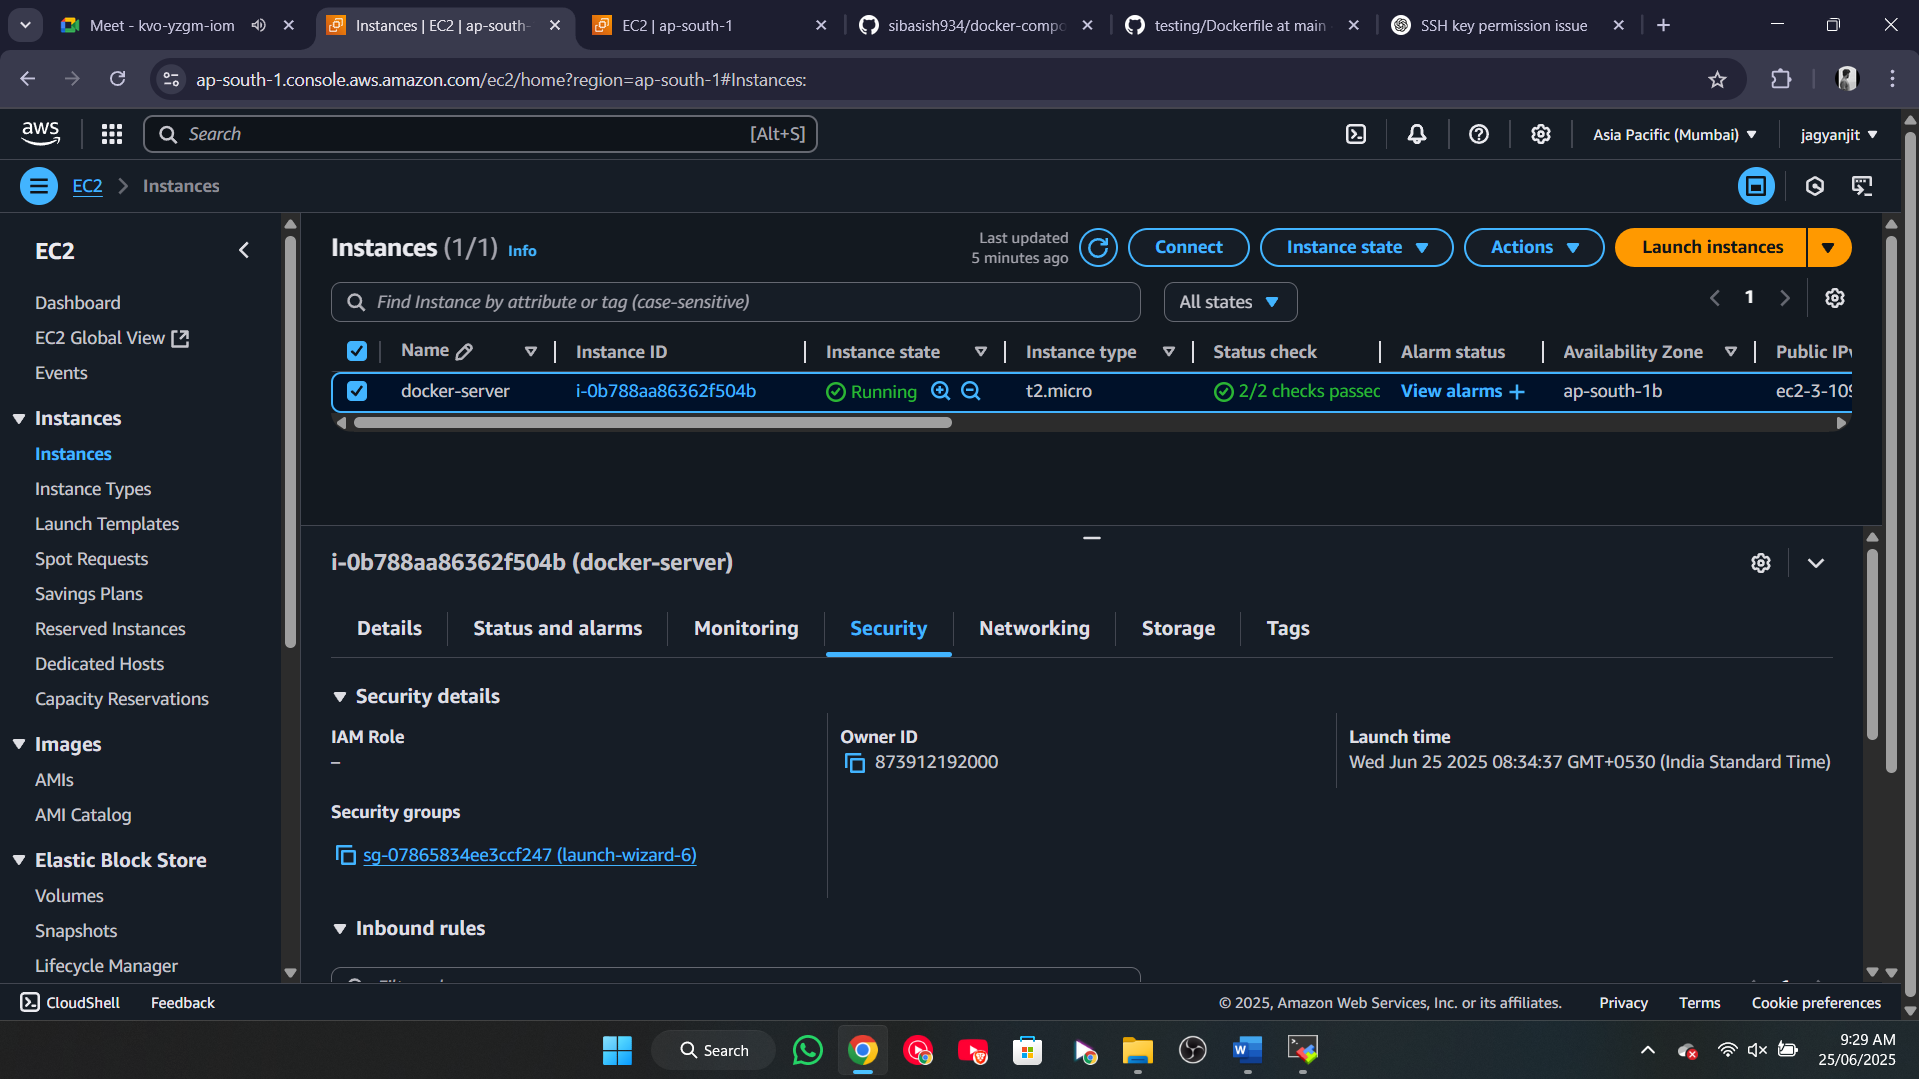 Meet - kvo-yzgm-iom
Instances | EC2 | ap-south-
EC2 | ap-south-1
sibasish934/docker-compo
testing/Dockerfile at main
SSH key permission issue
ap-south-1.console.aws.amazon.com/ec2/home?region=ap-south-1#Instances:
aws
Search
[Alt+S]
Asia Pacific (Mumbai)
jagyanjit
EC2
Instances
EC2
Dashboard
EC2 Global View
Events
Instances
Instances
Instance Types
Launch Templates
Spot Requests
Savings Plans
Reserved Instances
Dedicated Hosts
Capacity Reservations
Images
AMIs
AMI Catalog
Elastic Block Store
Volumes
Snapshots
Lifecycle Manager
Instances (1/1) Info
Last updated
5 minutes ago
Connect
Instance state
Actions
Launch instances
Find Instance by attribute or tag (case-sensitive)
All states
1
Name
Instance ID
Instance state
Instance type
Status check
Alarm status
Availability Zone
Public IPv
docker-server
i-0b788aa86362f504b
Running
t2.micro
2/2 checks passec
View alarms +
ap-south-1b
ec2-3-109
i-0b788aa86362f504b (docker-server)
Details
Status and alarms
Monitoring
Security
Networking
Storage
Tags
Security details
IAM Role
–
Owner ID
873912192000
Launch time
Wed Jun 25 2025 08:34:37 GMT+0530 (India Standard Time)
Security groups
sg-07865834ee3ccf247 (launch-wizard-6)
Inbound rules
CloudShell
Feedback
© 2025, Amazon Web Services, Inc. or its affiliates.
Privacy
Terms
Cookie preferences
Search
9:29 AM
25/06/2025